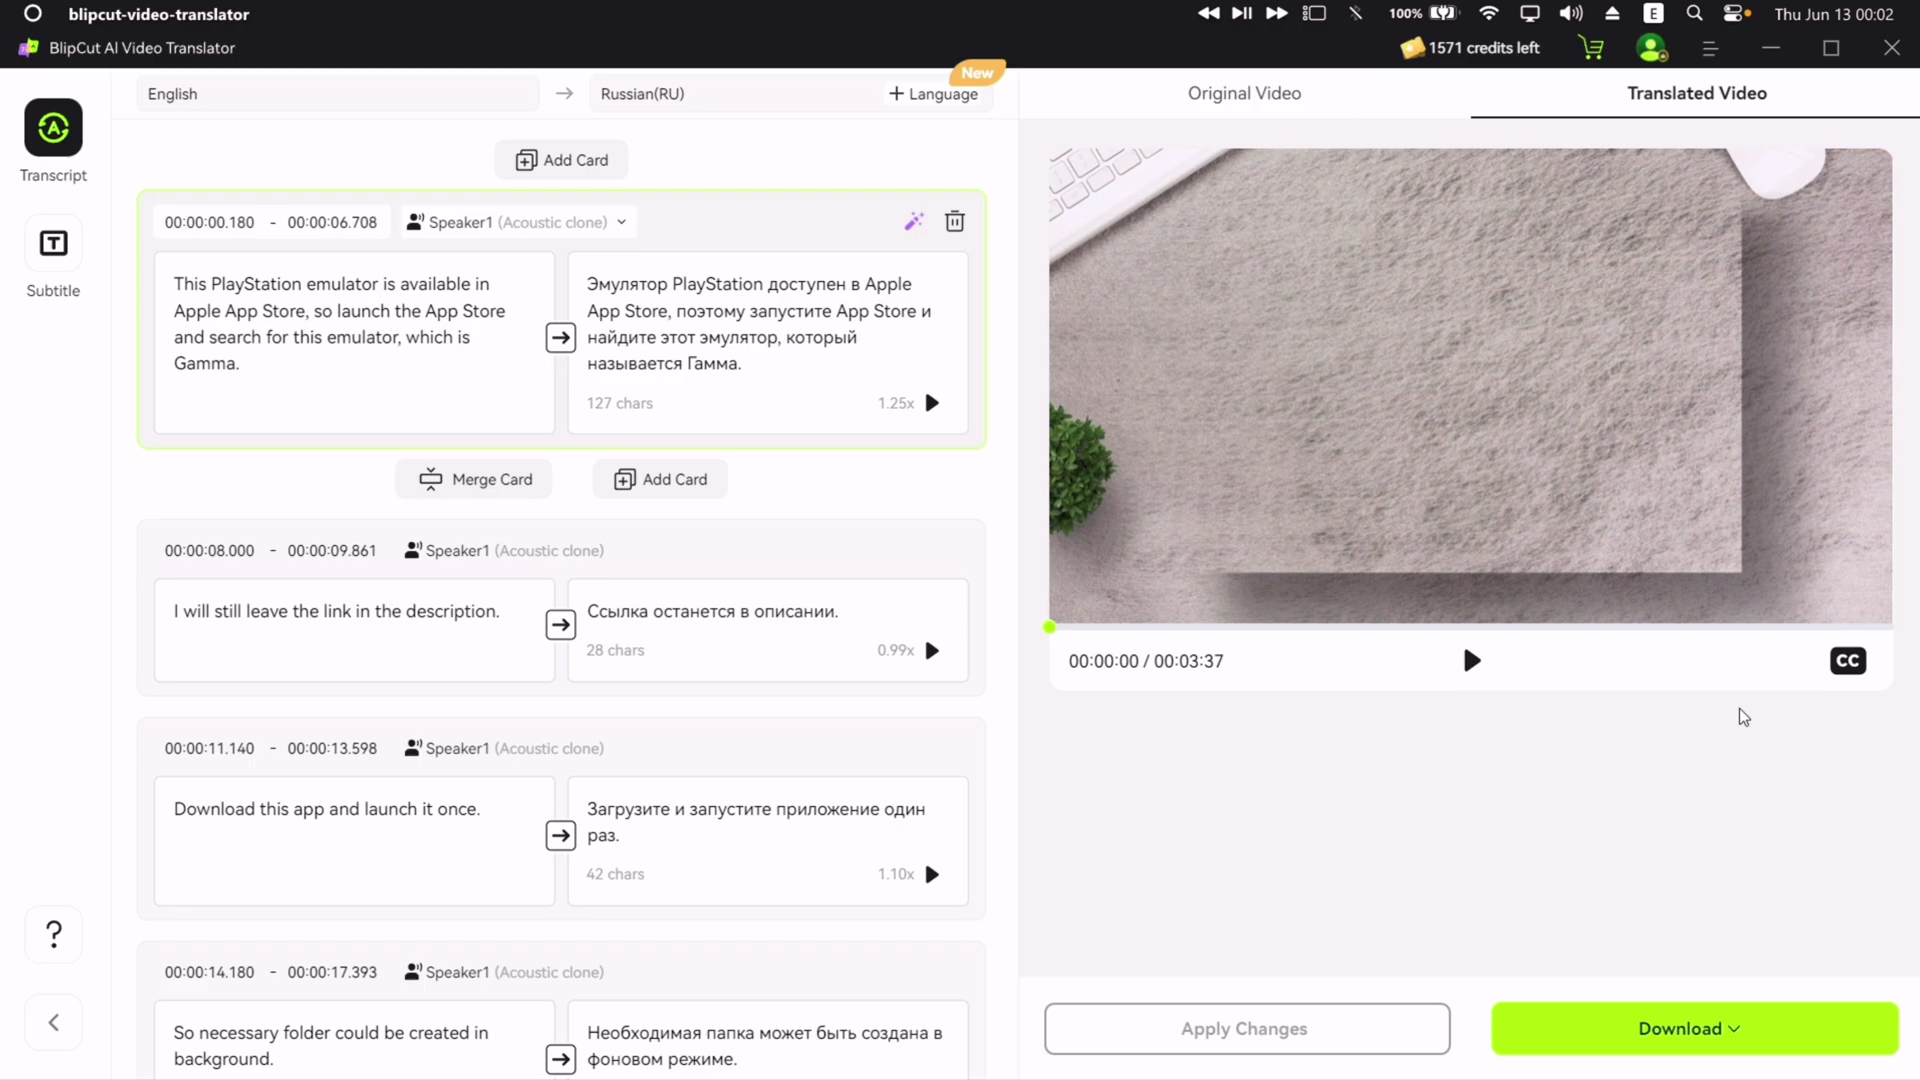 blipcut-video-translator
100%
E
Thu Jun 13 00:02
BlipCut AI Video Translator
1571 credits left
English
Russian(RU)
New
Language
Original Video
Translated Video
Transcript
T
Subtitle
Add Card
00:00:00.180 - 00:00:06.708
Speaker1 (Acoustic clone)
This PlayStation emulator is available in
Apple App Store, so launch the App Store
and search for this emulator, which is
Gamma.
Эмулятор PlayStation доступен в Apple
App Store, поэтому запустите App Store и
найдите этот эмулятор, который
называется Гамма.
127 chars
1.25x
Merge Card
Add Card
00:00:08.000 - 00:00:09.861
Speaker1 (Acoustic clone)
I will still leave the link in the description.
Ссылка останется в описании.
28 chars
0.99x
00:00:11.140 - 00:00:13.598
Speaker1 (Acoustic clone)
Download this app and launch it once.
Загрузите и запустите приложение один
раз.
42 chars
1.10x
00:00:14.180 - 00:00:17.393
Speaker1 (Acoustic clone)
So necessary folder could be created in
background.
Необходимая папка может быть создана в
фоновом режиме.
00:00:00 / 00:03:37
CC
?
Apply Changes
Download